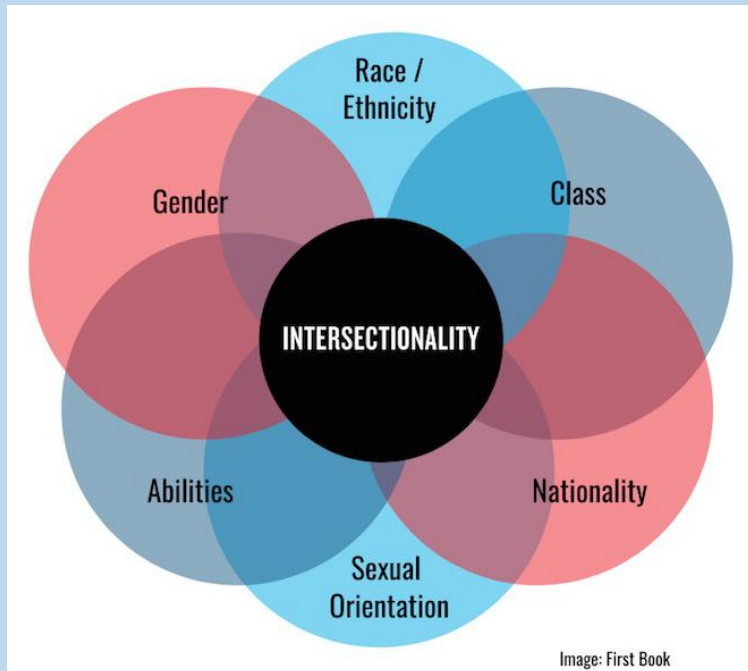 Race /
Ethnicity
Gender
Class
INTERSECTIONALITY
Abilities
Nationality
Sexual
Orientation
Image: First Book